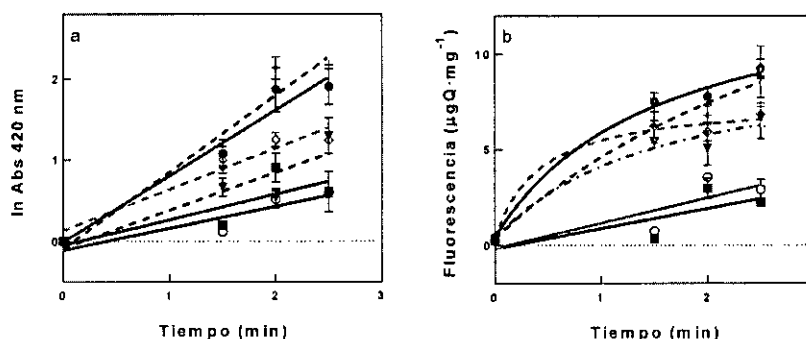 a
ln Abs 420 nm
2
1
0
0
1
2
3
Tiempo (min)
b
Fluorescencia (µgQ·mg⁻¹)
10
5
0
0
1
2
Tiempo (min)